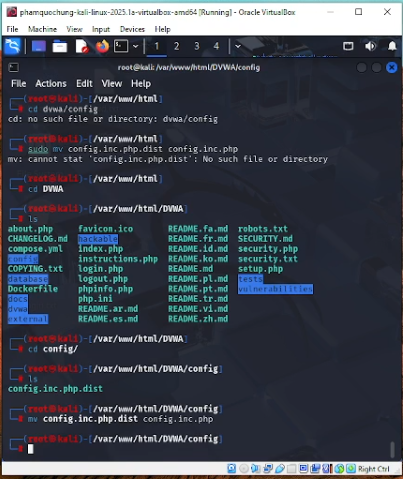 phamquochung-kali-linux-2025.1a-virtualbox-amd64 [Running] - Oracle VirtualBox
File Machine View Input Devices Help
1 2 3 4
root@kali: /var/www/html/DVWA/config
File Actions Edit View Help
(root㉿kali)-[/var/www/html]
cd dvwa/config
cd: no such file or directory: dvwa/config
(root㉿kali)-[/var/www/html]
sudo mv config.inc.php.dist config.inc.php
mv: cannot stat 'config.inc.php.dist': No such file or directory
(root㉿kali)-[/var/www/html]
cd DVWA
(root㉿kali)-[/var/www/html/DVWA]
ls
about.php favicon.ico README.fa.md robots.txt
CHANGELOG.md hackable README.fr.md SECURITY.md
compose.yml index.php README.id.md security.php
config instructions.php README.ko.md security.txt
COPYING.txt login.php README.md setup.php
database logout.php README.pl.md tests
Dockerfile phpinfo.php README.pt.md vulnerabilities
docs php.ini README.tr.md
dvwa README.ar.md README.vi.md
external README.es.md README.zh.md
(root㉿kali)-[/var/www/html/DVWA]
cd config/
(root㉿kali)-[/var/www/html/DVWA/config]
ls
config.inc.php.dist
(root㉿kali)-[/var/www/html/DVWA/config]
mv config.inc.php.dist config.inc.php
(root㉿kali)-[/var/www/html/DVWA/config]
Right Ctrl